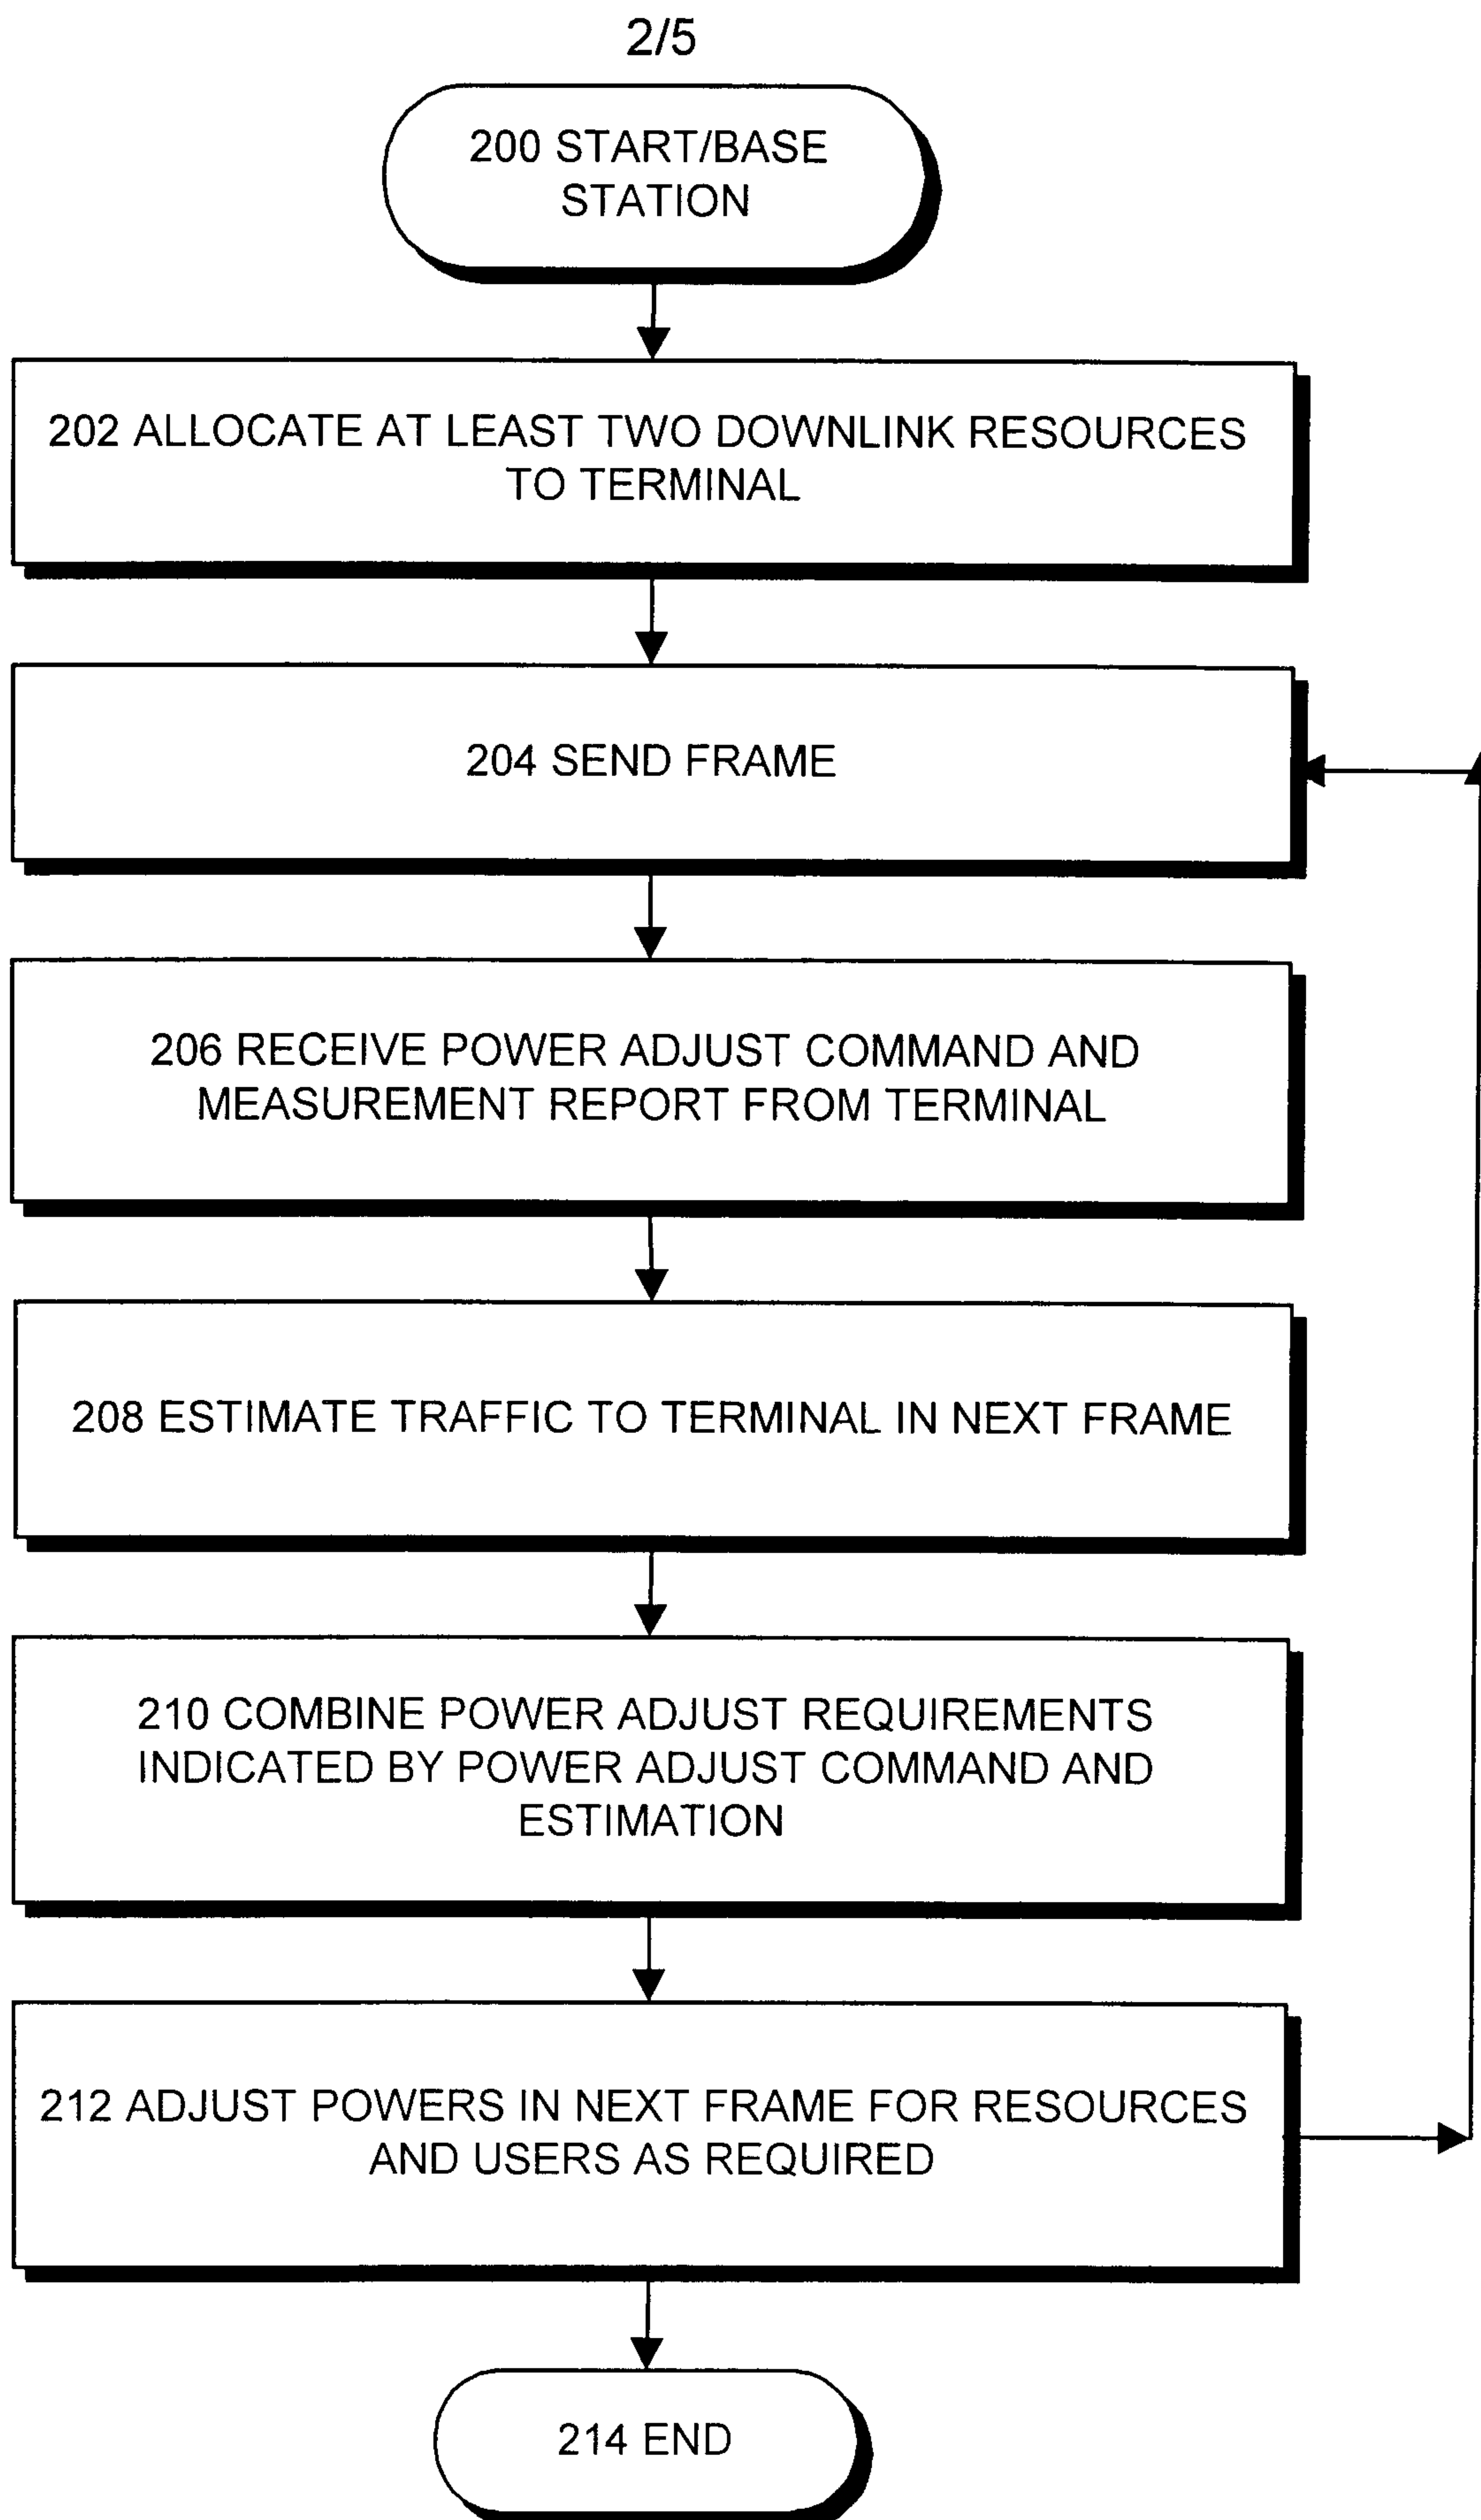 2/5
200 START/BASE
STATION
202 ALLOCATE AT LEAST TWO DOWNLINK RESOURCES
TO TERMINAL
204 SEND FRAME
206 RECEIVE POWER ADJUST COMMAND AND
MEASUREMENT REPORT FROM TERMINAL
208 ESTIMATE TRAFFIC TO TERMINAL IN NEXT FRAME
210 COMBINE POWER ADJUST REQUIREMENTS
INDICATED BY POWER ADJUST COMMAND AND
ESTIMATION
212 ADJUST POWERS IN NEXT FRAME FOR RESOURCES
AND USERS AS REQUIRED
214 END